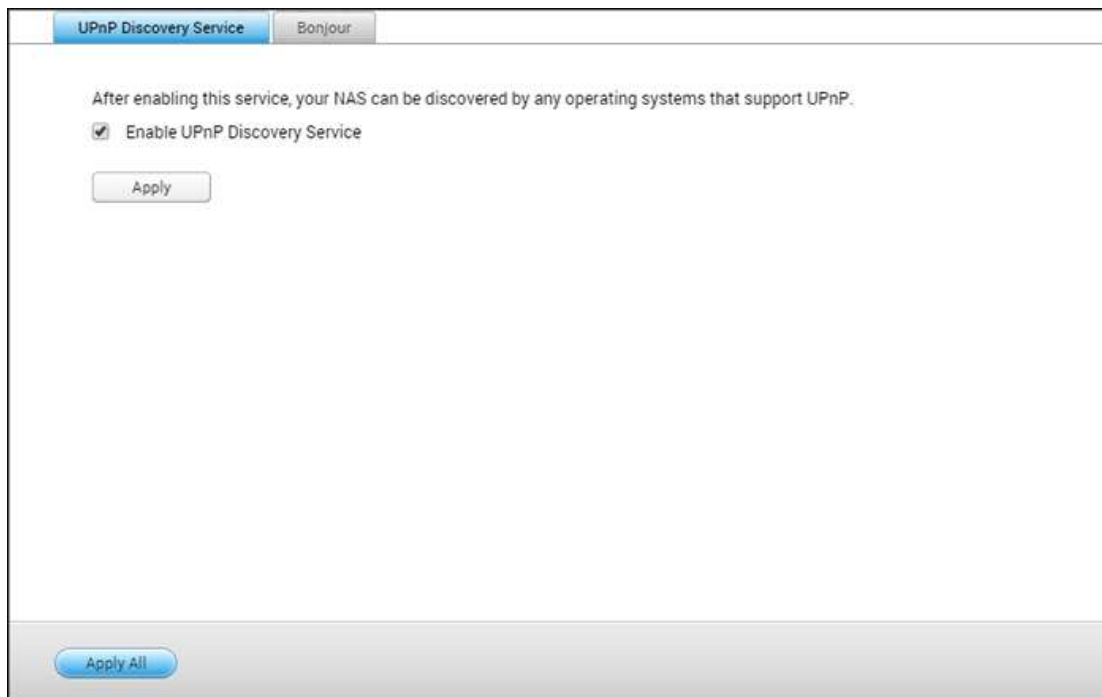 UPnP Discovery Service
Bonjour
After enabling this service, your NAS can be discovered by any operating systems that support UPnP.
Enable UPnP Discovery Service
Apply
Apply All